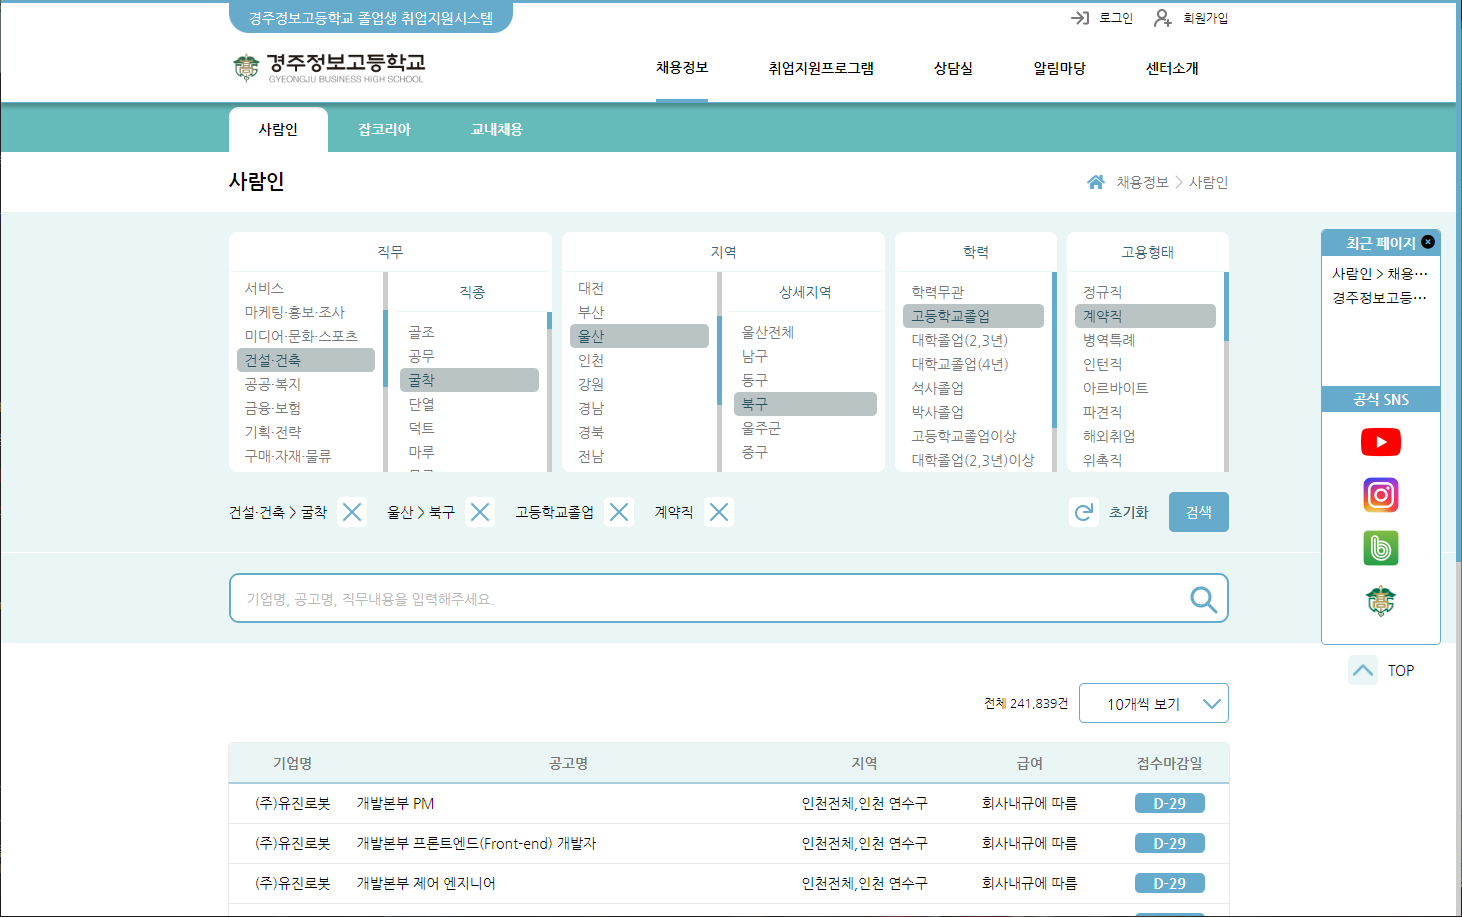 경주정보고등학교 졸업생 취업지원시스템
로그인 회원가입
경주정보고등학교
GYEONGJU BUSINESS HIGH SCHOOL
채용정보 취업지원프로그램 상담실 알림마당 센터소개
사람인 잡코리아 교내채용
사람인
채용정보 > 사람인
직무
서비스
마케팅·홍보·조사
미디어·문화·스포츠
건설·건축
공공·복지
금융·보험
기획·전략
구매·자재·물류
직종
골조
공무
굴착
단열
덕트
마루
지역
대전
부산
울산
인천
강원
경남
경북
전남
상세지역
울산전체
남구
동구
북구
울주군
중구
학력
학력무관
고등학교졸업
대학졸업(2,3년)
대학교졸업(4년)
석사졸업
박사졸업
고등학교졸업이상
대학졸업(2,3년)이상
고용형태
정규직
계약직
병역특례
인턴직
아르바이트
파견직
해외취업
위촉직
건설·건축 > 굴착 울산 > 북구 고등학교졸업 계약직
초기화 검색
기업명, 공고명, 직무내용을 입력해주세요.
최근 페이지
사람인 > 채용…
경주정보고등…
공식 SNS
TOP
전체 241,839건 10개씩 보기
기업명 공고명 지역 급여 접수마감일
(주)유진로봇 개발본부 PM 인천전체,인천 연수구 회사내규에 따름 D-29
(주)유진로봇 개발본부 프론트엔드(Front-end) 개발자 인천전체,인천 연수구 회사내규에 따름 D-29
(주)유진로봇 개발본부 제어 엔지니어 인천전체,인천 연수구 회사내규에 따름 D-29